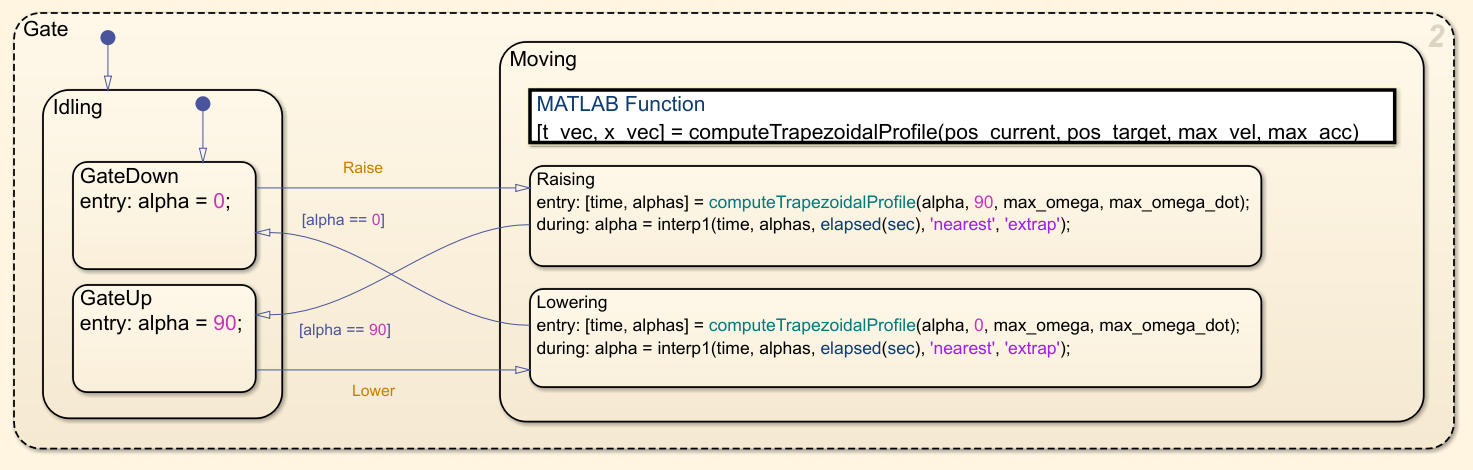 Gate
2
Idling
GateDown
entry: alpha = 0;
GateUp
entry: alpha = 90;
Raise
[alpha == 0]
[alpha == 90]
Lower
Moving
MATLAB Function
[t_vec, x_vec] = computeTrapezoidalProfile(pos_current, pos_target, max_vel, max_acc)
Raising
entry: [time, alphas] = computeTrapezoidalProfile(alpha, 90, max_omega, max_omega_dot);
during: alpha = interp1(time, alphas, elapsed(sec), 'nearest', 'extrap');
Lowering
entry: [time, alphas] = computeTrapezoidalProfile(alpha, 0, max_omega, max_omega_dot);
during: alpha = interp1(time, alphas, elapsed(sec), 'nearest', 'extrap');